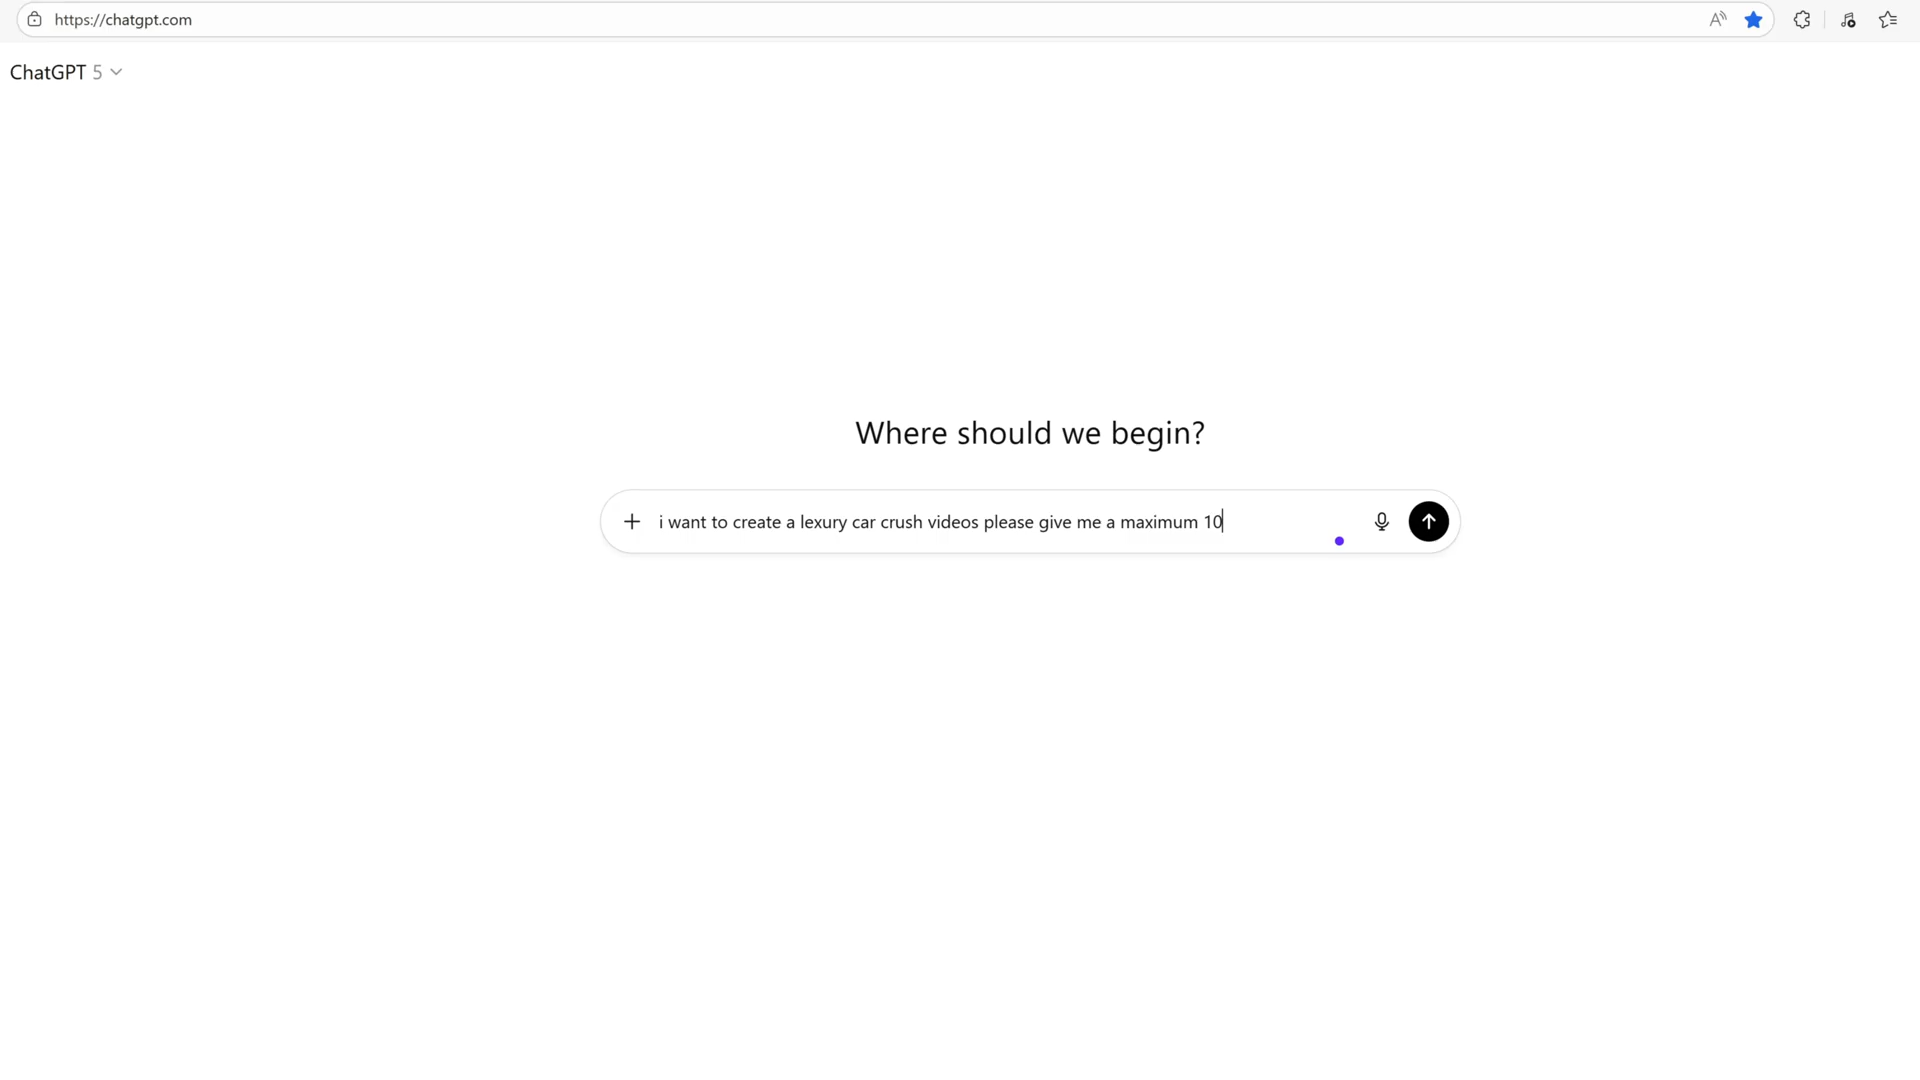 https://chatgpt.com
ChatGPT 5
Where should we begin?
i want to create a lexury car crush videos please give me a maximum 10